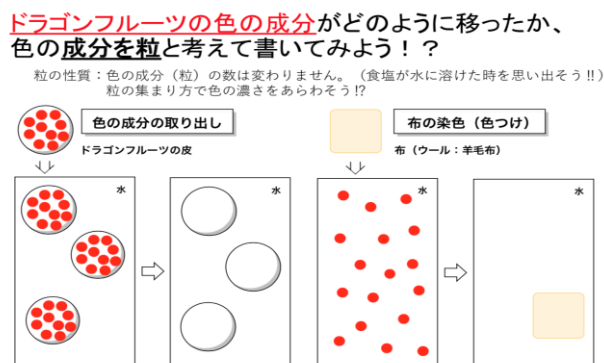 ドラゴンフルーツの色の成分がどのように移ったか、
色の成分を粒と考えて書いてみよう！？
粒の性質：色の成分（粒）の数は変わりません。（食塩が水に溶けた時を思い出そう!!）
粒の集まり方で色の濃さをあらわそう!?
色の成分の取り出し
ドラゴンフルーツの皮
布の染色（色つけ）
布（ウール：羊毛布）
水
水
水
水